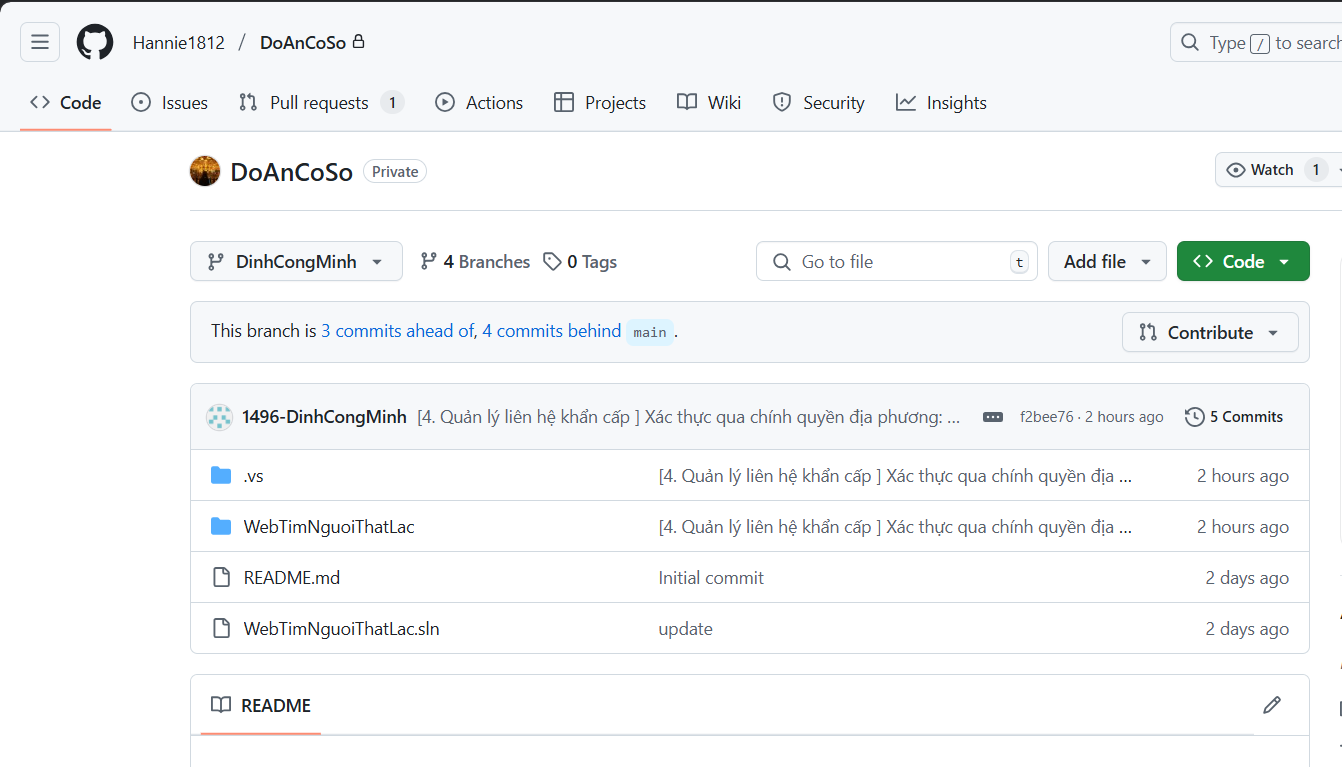 Hannie1812 / DoAnCoSo
Type / to search
Code
Issues
Pull requests 1
Actions
Projects
Wiki
Security
Insights
DoAnCoSo Private
Watch 1
DinhCongMinh
4 Branches
0 Tags
Go to file t
Add file
Code
This branch is 3 commits ahead of, 4 commits behind main .
Contribute
1496-DinhCongMinh [4. Quản lý liên hệ khẩn cấp ] Xác thực qua chính quyền địa phương: ... f2bee76 · 2 hours ago 5 Commits
.vs [4. Quản lý liên hệ khẩn cấp ] Xác thực qua chính quyền địa ... 2 hours ago
WebTimNguoiThatLac [4. Quản lý liên hệ khẩn cấp ] Xác thực qua chính quyền địa ... 2 hours ago
README.md Initial commit 2 days ago
WebTimNguoiThatLac.sln update 2 days ago
README